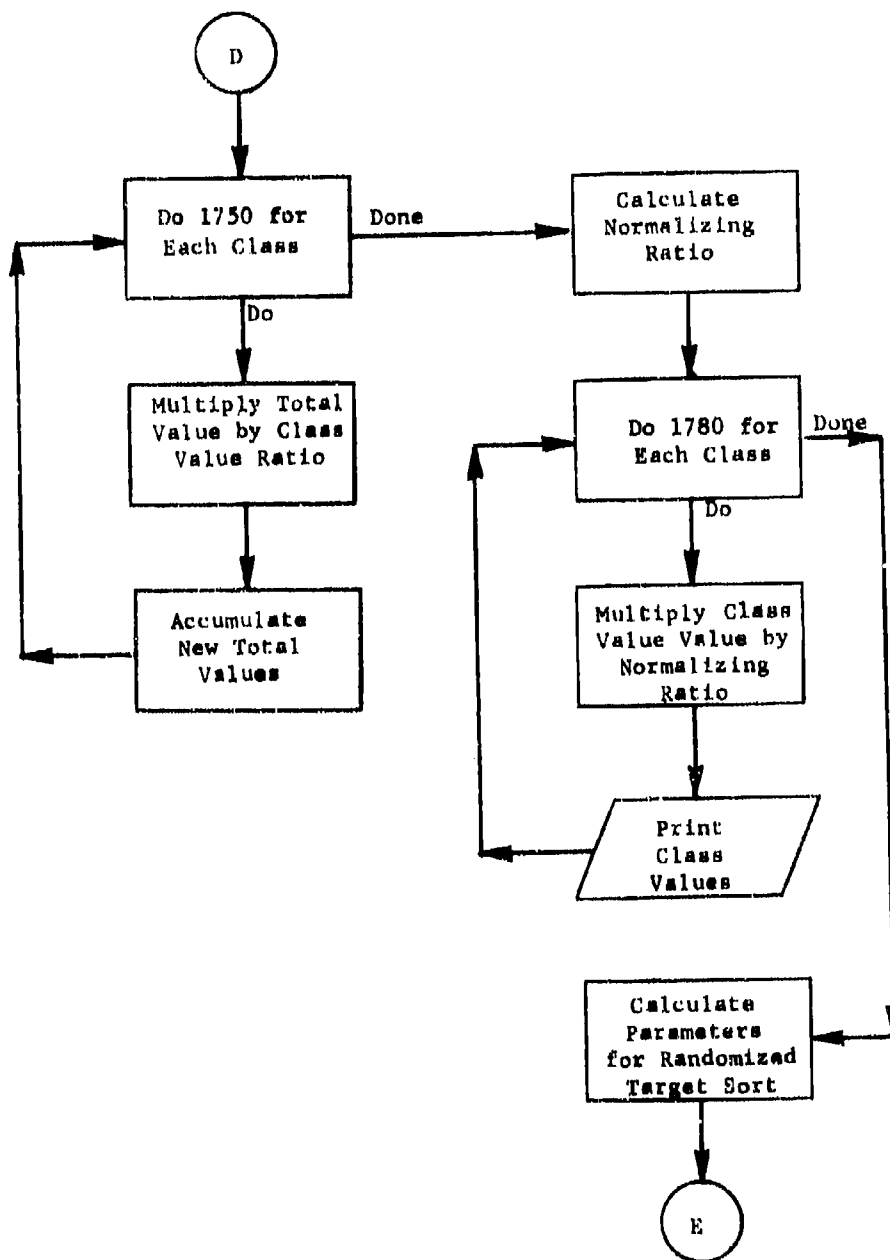 D
Do 1750 for
Each Class
Done
Do
Multiply Total
Value by Class
Value Ratio
Accumulate
New Total
Values
Calculate
Normalizing
Ratio
Do 1780 for
Each Class
Done
Do
Multiply Class
Value Value by
Normalizing
Ratio
Print
Class
Values
Calculate
Parameters
for Randomized
Target Sort
E